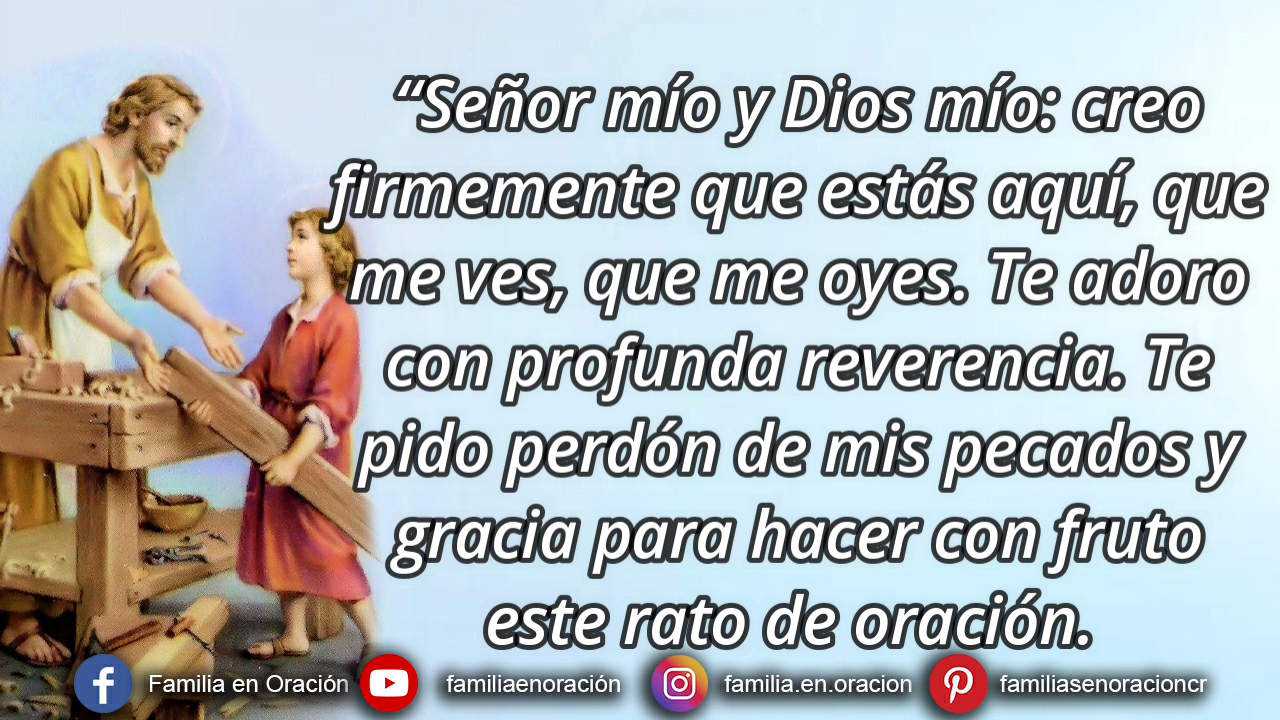 “Señor mío y Dios mío: creo
firmemente que estás aquí, que
me ves, que me oyes. Te adoro
con profunda reverencia. Te
pido perdón de mis pecados y
gracia para hacer con fruto
este rato de oración.
Familia en Oración familiaenoración familia.en.oracion familiasenoracioncr